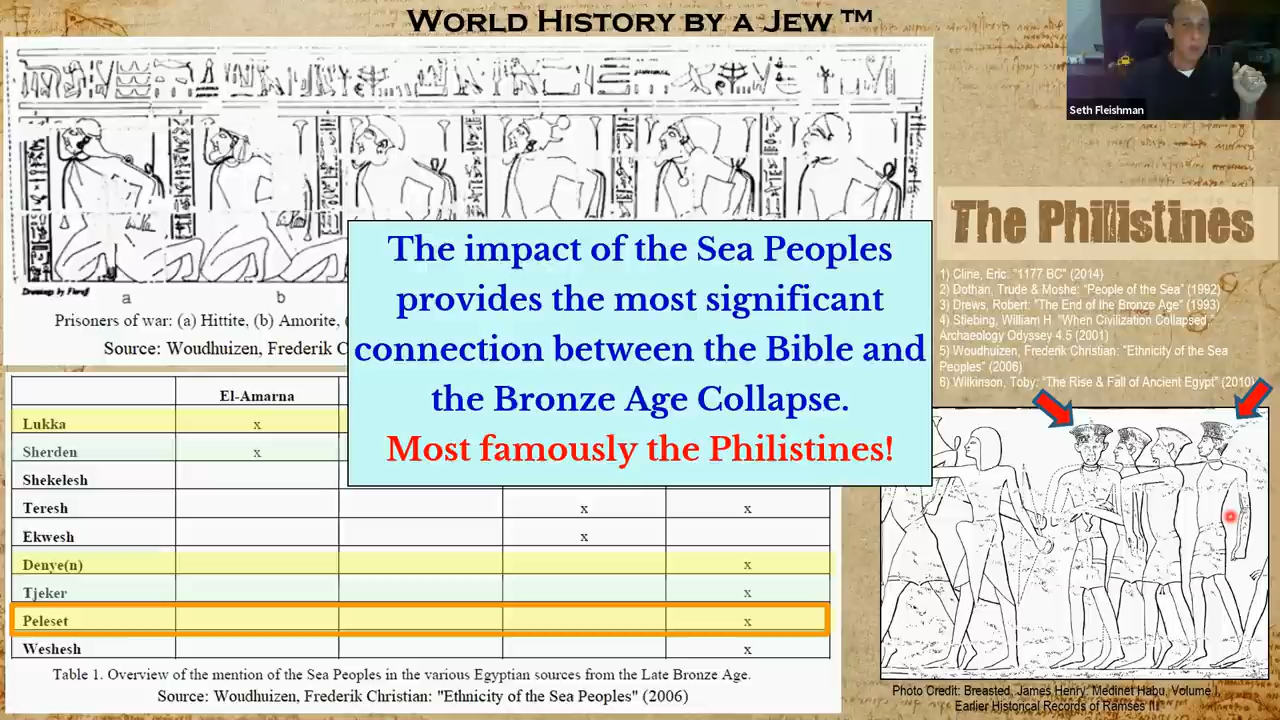 WORLD HISTORY BY A JEW ™
Seth Fleishman
Drawings by Faraf
a
b
Prisoners of war: (a) Hittite, (b) Amorite,
Source: Woudhuizen, Frederik C
The impact of the Sea Peoples
provides the most significant
connection between the Bible and
the Bronze Age Collapse.
Most famously the Philistines!
The Philistines
1) Cline, Eric. "1177 BC" (2014)
2) Dothan, Trude & Moshe: "People of the Sea" (1992)
3) Drews, Robert: "The End of the Bronze Age" (1993)
4) Stiebing, William H. "When Civilization Collapsed,"
Archaeology Odyssey 4.5 (2001)
5) Woudhuizen, Frederik Christian: "Ethnicity of the Sea
Peoples" (2006)
6) Wilkinson, Toby: "The Rise & Fall of Ancient Egypt" (2010)
El-Amarna
Lukka x
Sherden x
Shekelesh
Teresh x x
Ekwesh x
Denye(n) x
Tjeker x
Peleset x
Weshesh x
Table 1. Overview of the mention of the Sea Peoples in the various Egyptian sources from the Late Bronze Age.
Source: Woudhuizen, Frederik Christian: "Ethnicity of the Sea Peoples" (2006)
Photo Credit: Breasted, James Henry: Medinet Habu, Volume I,
Earlier Historical Records of Ramses III